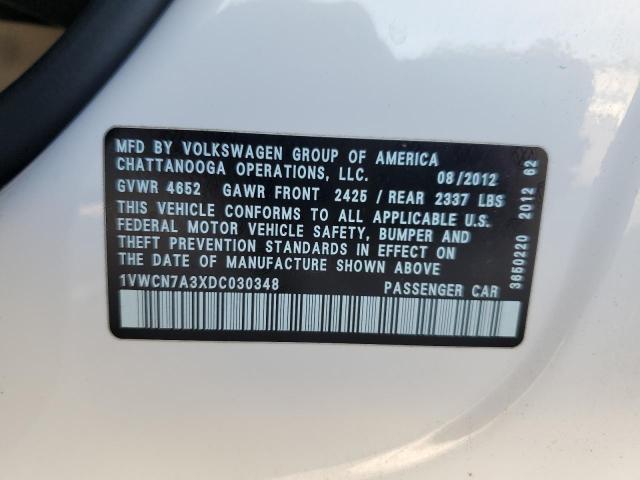 MFD BY VOLKSWAGEN GROUP OF AMERICA
CHATTANOOGA OPERATIONS, LLC. 08/2012
GVWR 4652 GAWR FRONT 2425 / REAR 2337 LBS
THIS VEHICLE CONFORMS TO ALL APPLICABLE U.S.
FEDERAL MOTOR VEHICLE SAFETY, BUMPER AND
THEFT PREVENTION STANDARDS IN EFFECT ON
THE DATE OF MANUFACTURE SHOWN ABOVE
1VWCN7A3XDC030348 PASSENGER CAR
3650220 2012 62